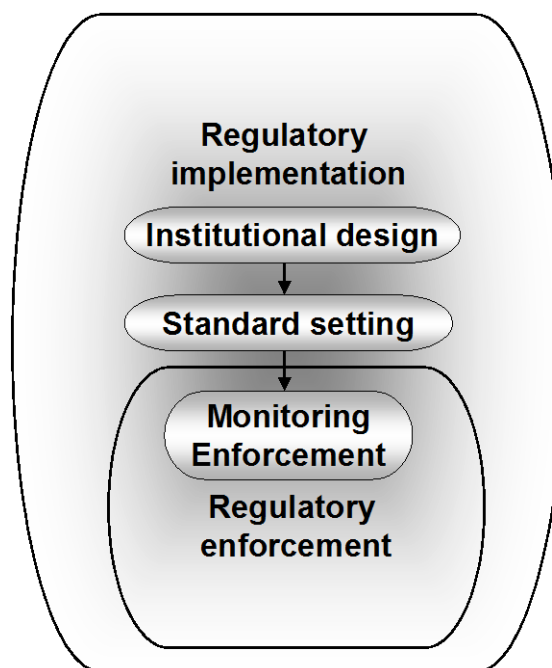 Regulatory
implementation
Institutional design
Standard setting
Monitoring
Enforcement
Regulatory
enforcement